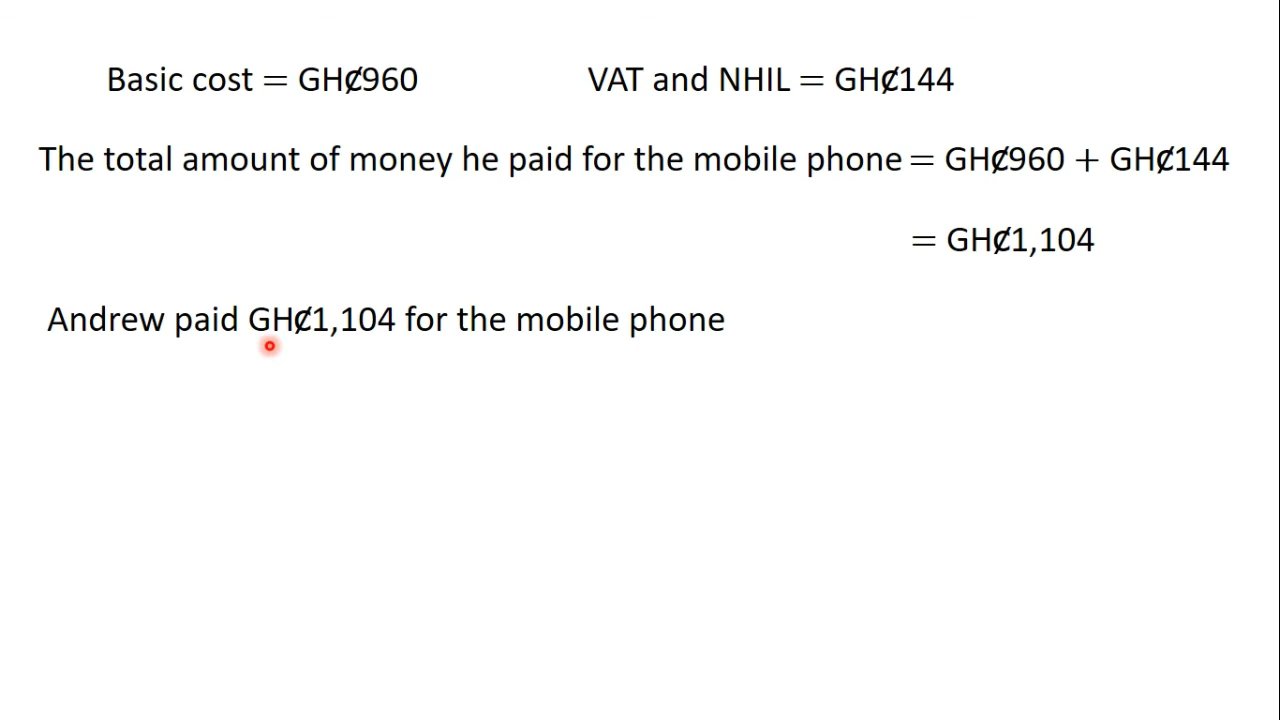 Basic cost = GH₵960 VAT and NHIL = GH₵144
The total amount of money he paid for the mobile phone = GH₵960 + GH₵144
= GH₵1,104
Andrew paid GH₵1,104 for the mobile phone